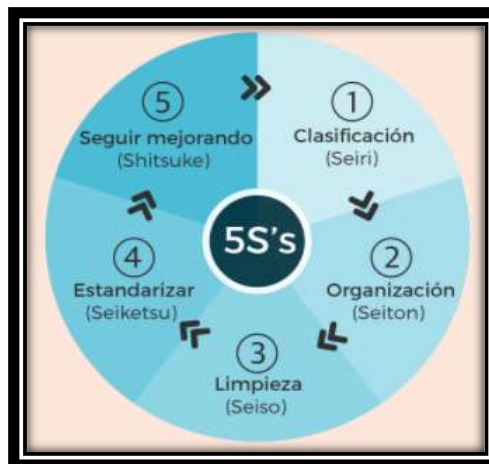 ①
Clasificación
(Seiri)
②
Organización
(Seiton)
③
Limpieza
(Seiso)
④
Estandarizar
(Seiketsu)
⑤
Seguir mejorando
(Shitsuke)
5S's